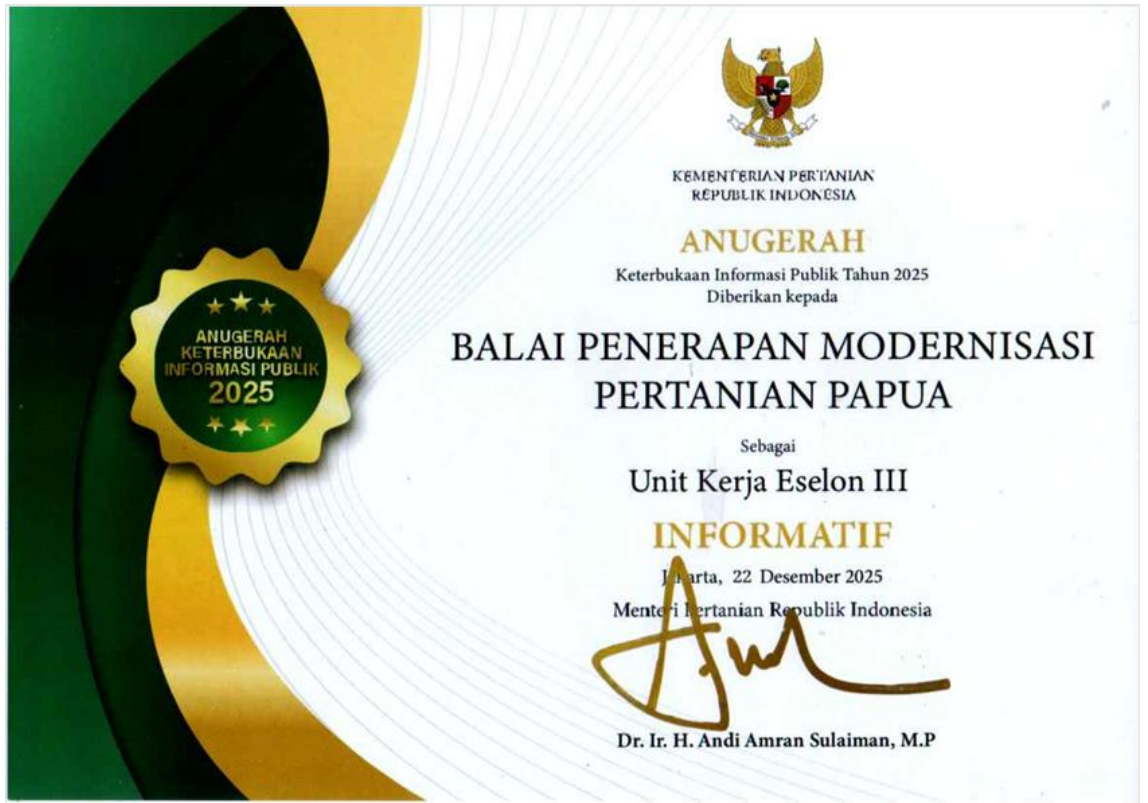 KEMENTERIAN PERTANIAN
REPUBLIK INDONESIA
ANUGERAH
Keterbukaan Informasi Publik Tahun 2025
Diberikan kepada
BALAI PENERAPAN MODERNISASI
PERTANIAN PAPUA
Sebagai
Unit Kerja Eselon III
INFORMATIF
Jakarta, 22 Desember 2025
Menteri Pertanian Republik Indonesia
Dr. Ir. H. Andi Amran Sulaiman, M.P
ANUGERAH
KETERBUKAAN
INFORMASI PUBLIK
2025